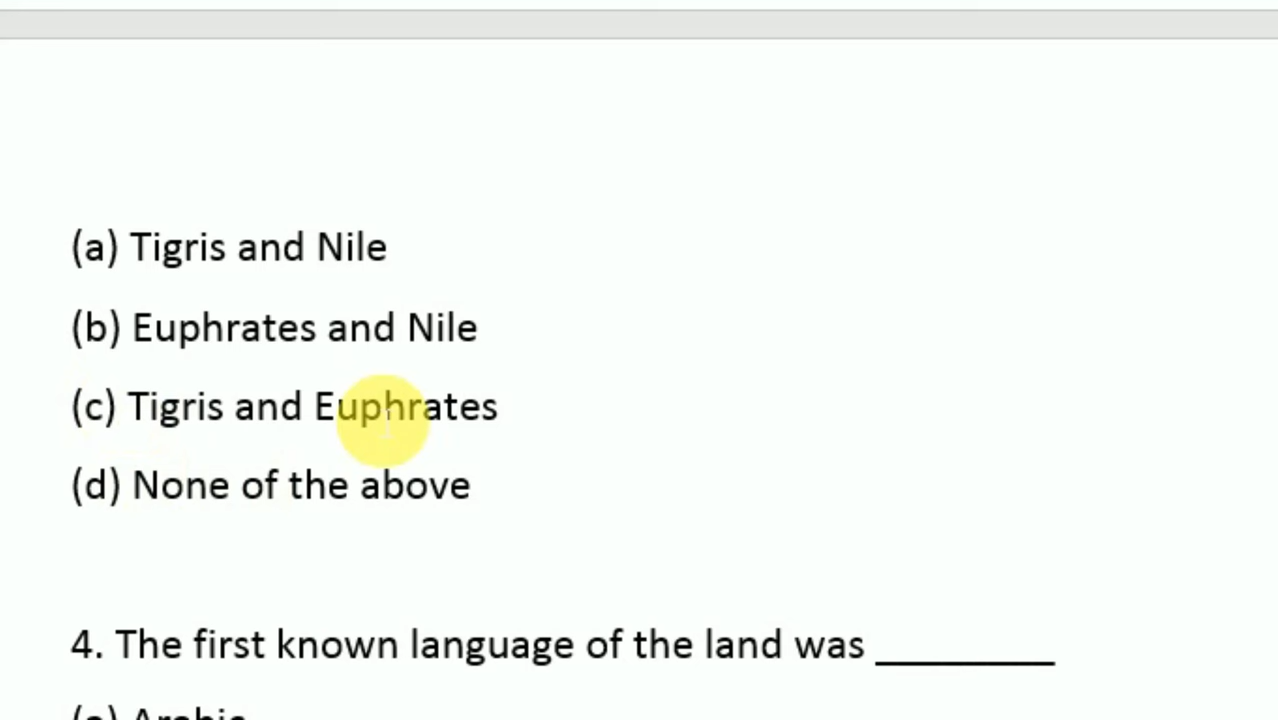 (a) Tigris and Nile
(b) Euphrates and Nile
(c) Tigris and Euphrates
(d) None of the above
4. The first known language of the land was _________
(a) Arabic